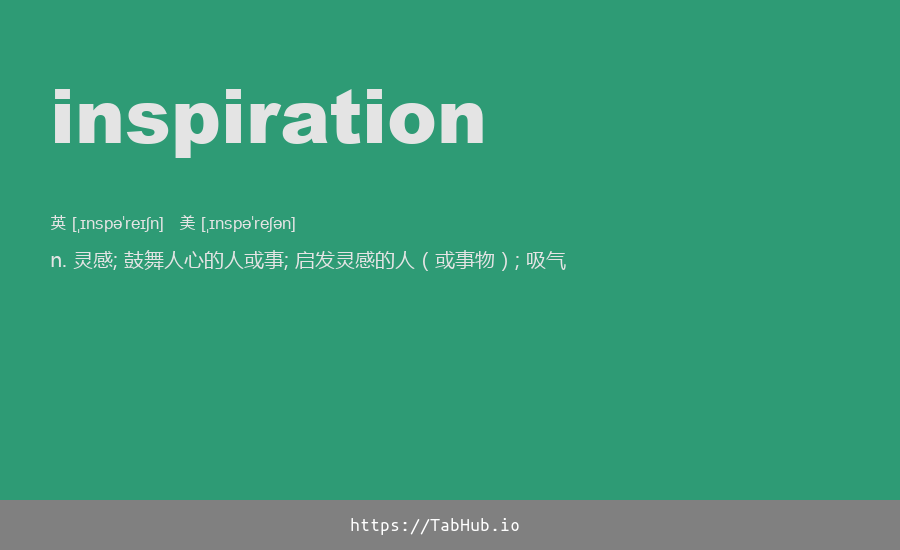 inspiration
英 [ˌɪnspəˈreɪʃn] 美 [ˌɪnspəˈreʃən]
n. 灵感; 鼓舞人心的人或事; 启发灵感的人（或事物）; 吸气
https://TabHub.io